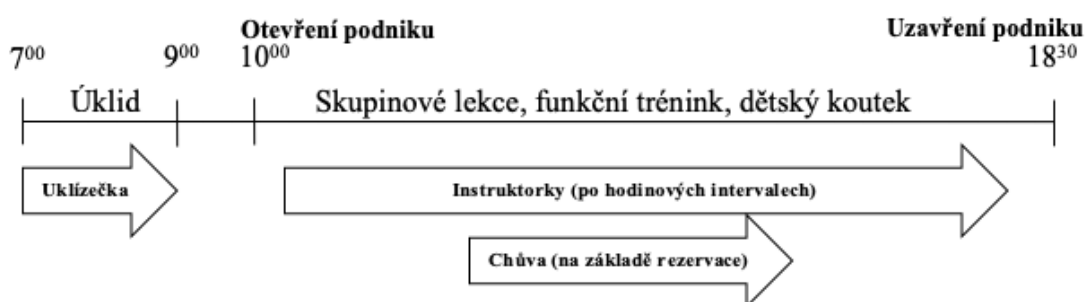 Otevření podniku
Uzavření podniku
7⁰⁰
9⁰⁰
10⁰⁰
18³⁰
Úklid
Skupinové lekce, funkční trénink, dětský koutek
Uklízečka
Instruktorky (po hodinových intervalech)
Chůva (na základě rezervace)